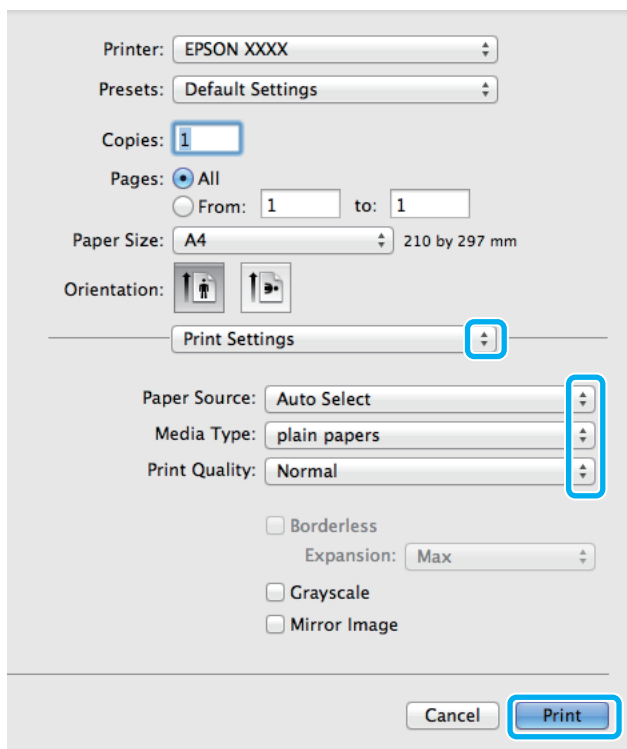 Printer: EPSON XXXX
Presets: Default Settings
Copies: 1
Pages: All
From: 1 to: 1
Paper Size: A4 210 by 297 mm
Orientation:
Print Settings
Paper Source: Auto Select
Media Type: plain papers
Print Quality: Normal
Borderless
Expansion: Max
Grayscale
Mirror Image
Cancel Print